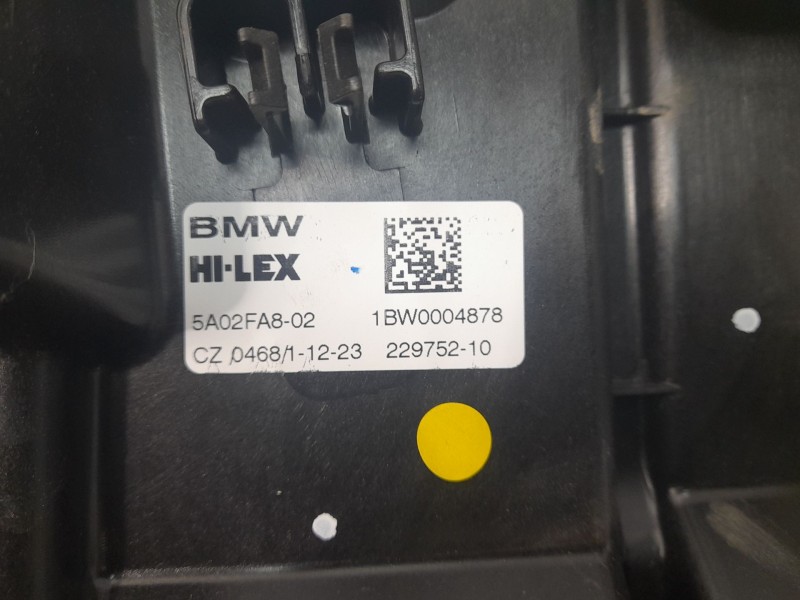 BMW
HI-LEX
5A02FA8-02 1BW0004878
CZ 0468/1-12-23 229752-10